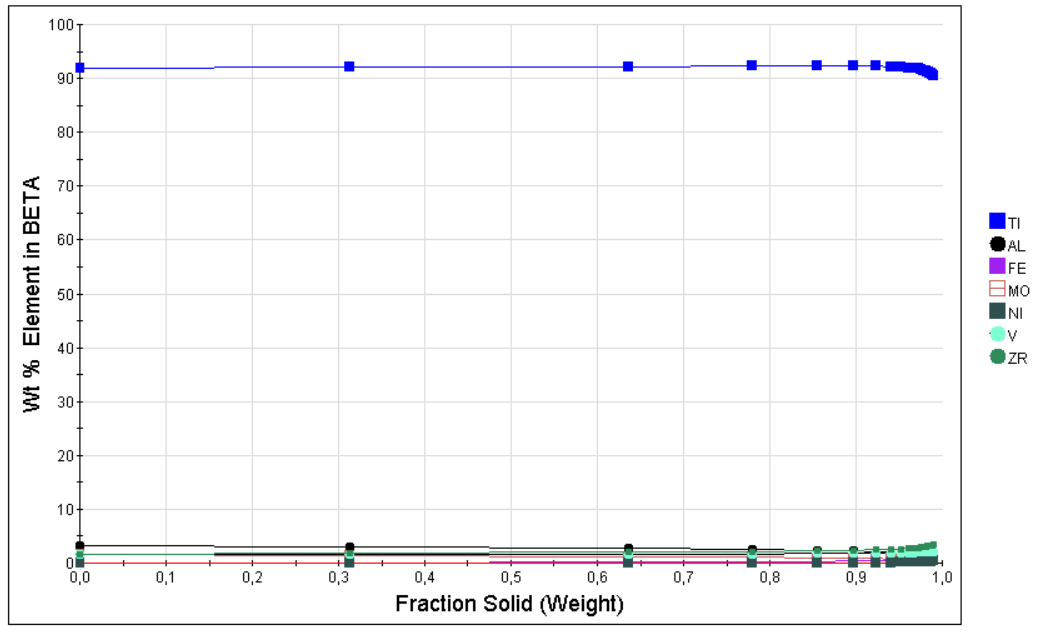 Wt % Element in BETA
100
90
80
70
60
50
40
30
20
10
0
0,0 0,1 0,2 0,3 0,4 0,5 0,6 0,7 0,8 0,9 1,0
Fraction Solid (Weight)
TI
AL
FE
MO
NI
V
ZR